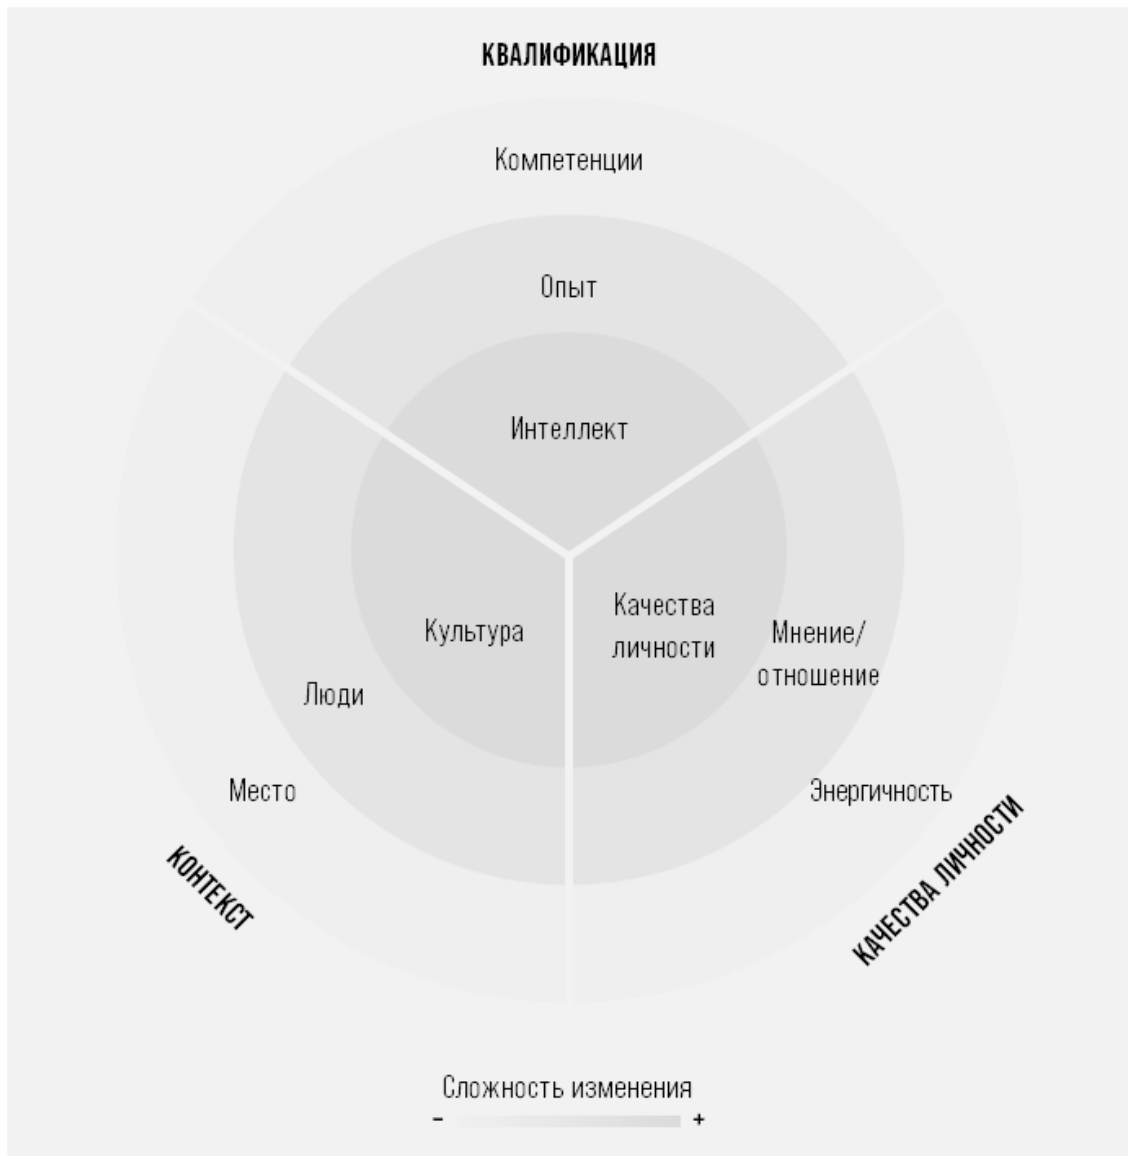 КВАЛИФИКАЦИЯ
Компетенции
Опыт
Интеллект
Культура
Качества
личности
Мнение/
отношение
Люди
Место
Энергичность
КОНТЕКСТ
КАЧЕСТВА ЛИЧНОСТИ
Сложность изменения
– +